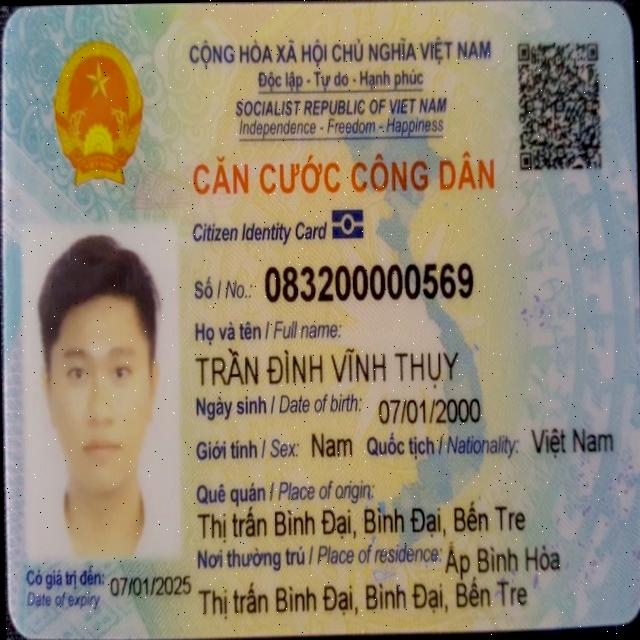 CỘNG HÒA XÃ HỘI CHỦ NGHĨA VIỆT NAM
Độc lập - Tự do - Hạnh phúc
SOCIALIST REPUBLIC OF VIET NAM
Independence - Freedom - Happiness
CĂN CƯỚC CÔNG DÂN
Citizen Identity Card
Số / No.: 083200000569
Họ và tên / Full name:
TRẦN ĐÌNH VĨNH THỤY
Ngày sinh / Date of birth: 07/01/2000
Giới tính / Sex: Nam Quốc tịch / Nationality: Việt Nam
Quê quán / Place of origin:
Thị trấn Bình Đại, Bình Đại, Bến Tre
Nơi thường trú / Place of residence: Ấp Bình Hòa
Thị trấn Bình Đại, Bình Đại, Bến Tre
Có giá trị đến: 07/01/2025
Date of expiry